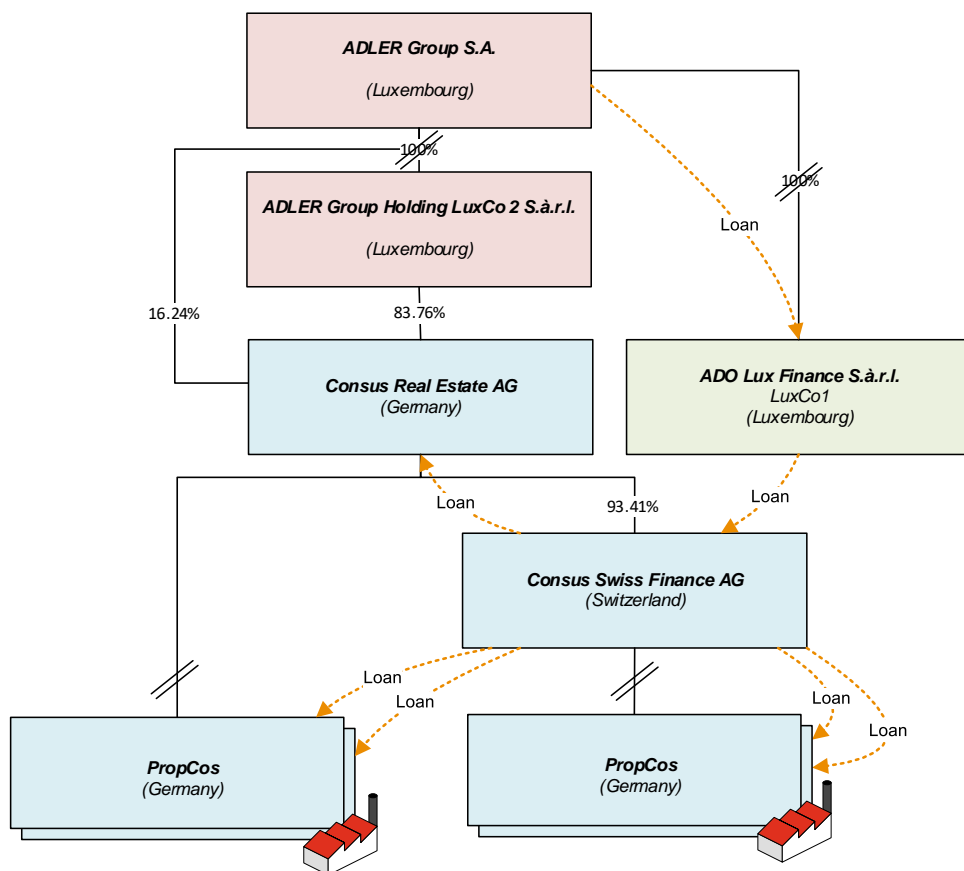 ADLER Group S.A.
(Luxembourg)
100%
100%
ADLER Group Holding LuxCo 2 S.à.r.l.
(Luxembourg)
Loan
16.24%
83.76%
Consus Real Estate AG
(Germany)
ADO Lux Finance S.à.r.l.
LuxCo1
(Luxembourg)
Loan
Loan
93.41%
Consus Swiss Finance AG
(Switzerland)
Loan
Loan
Loan
Loan
PropCos
(Germany)
PropCos
(Germany)